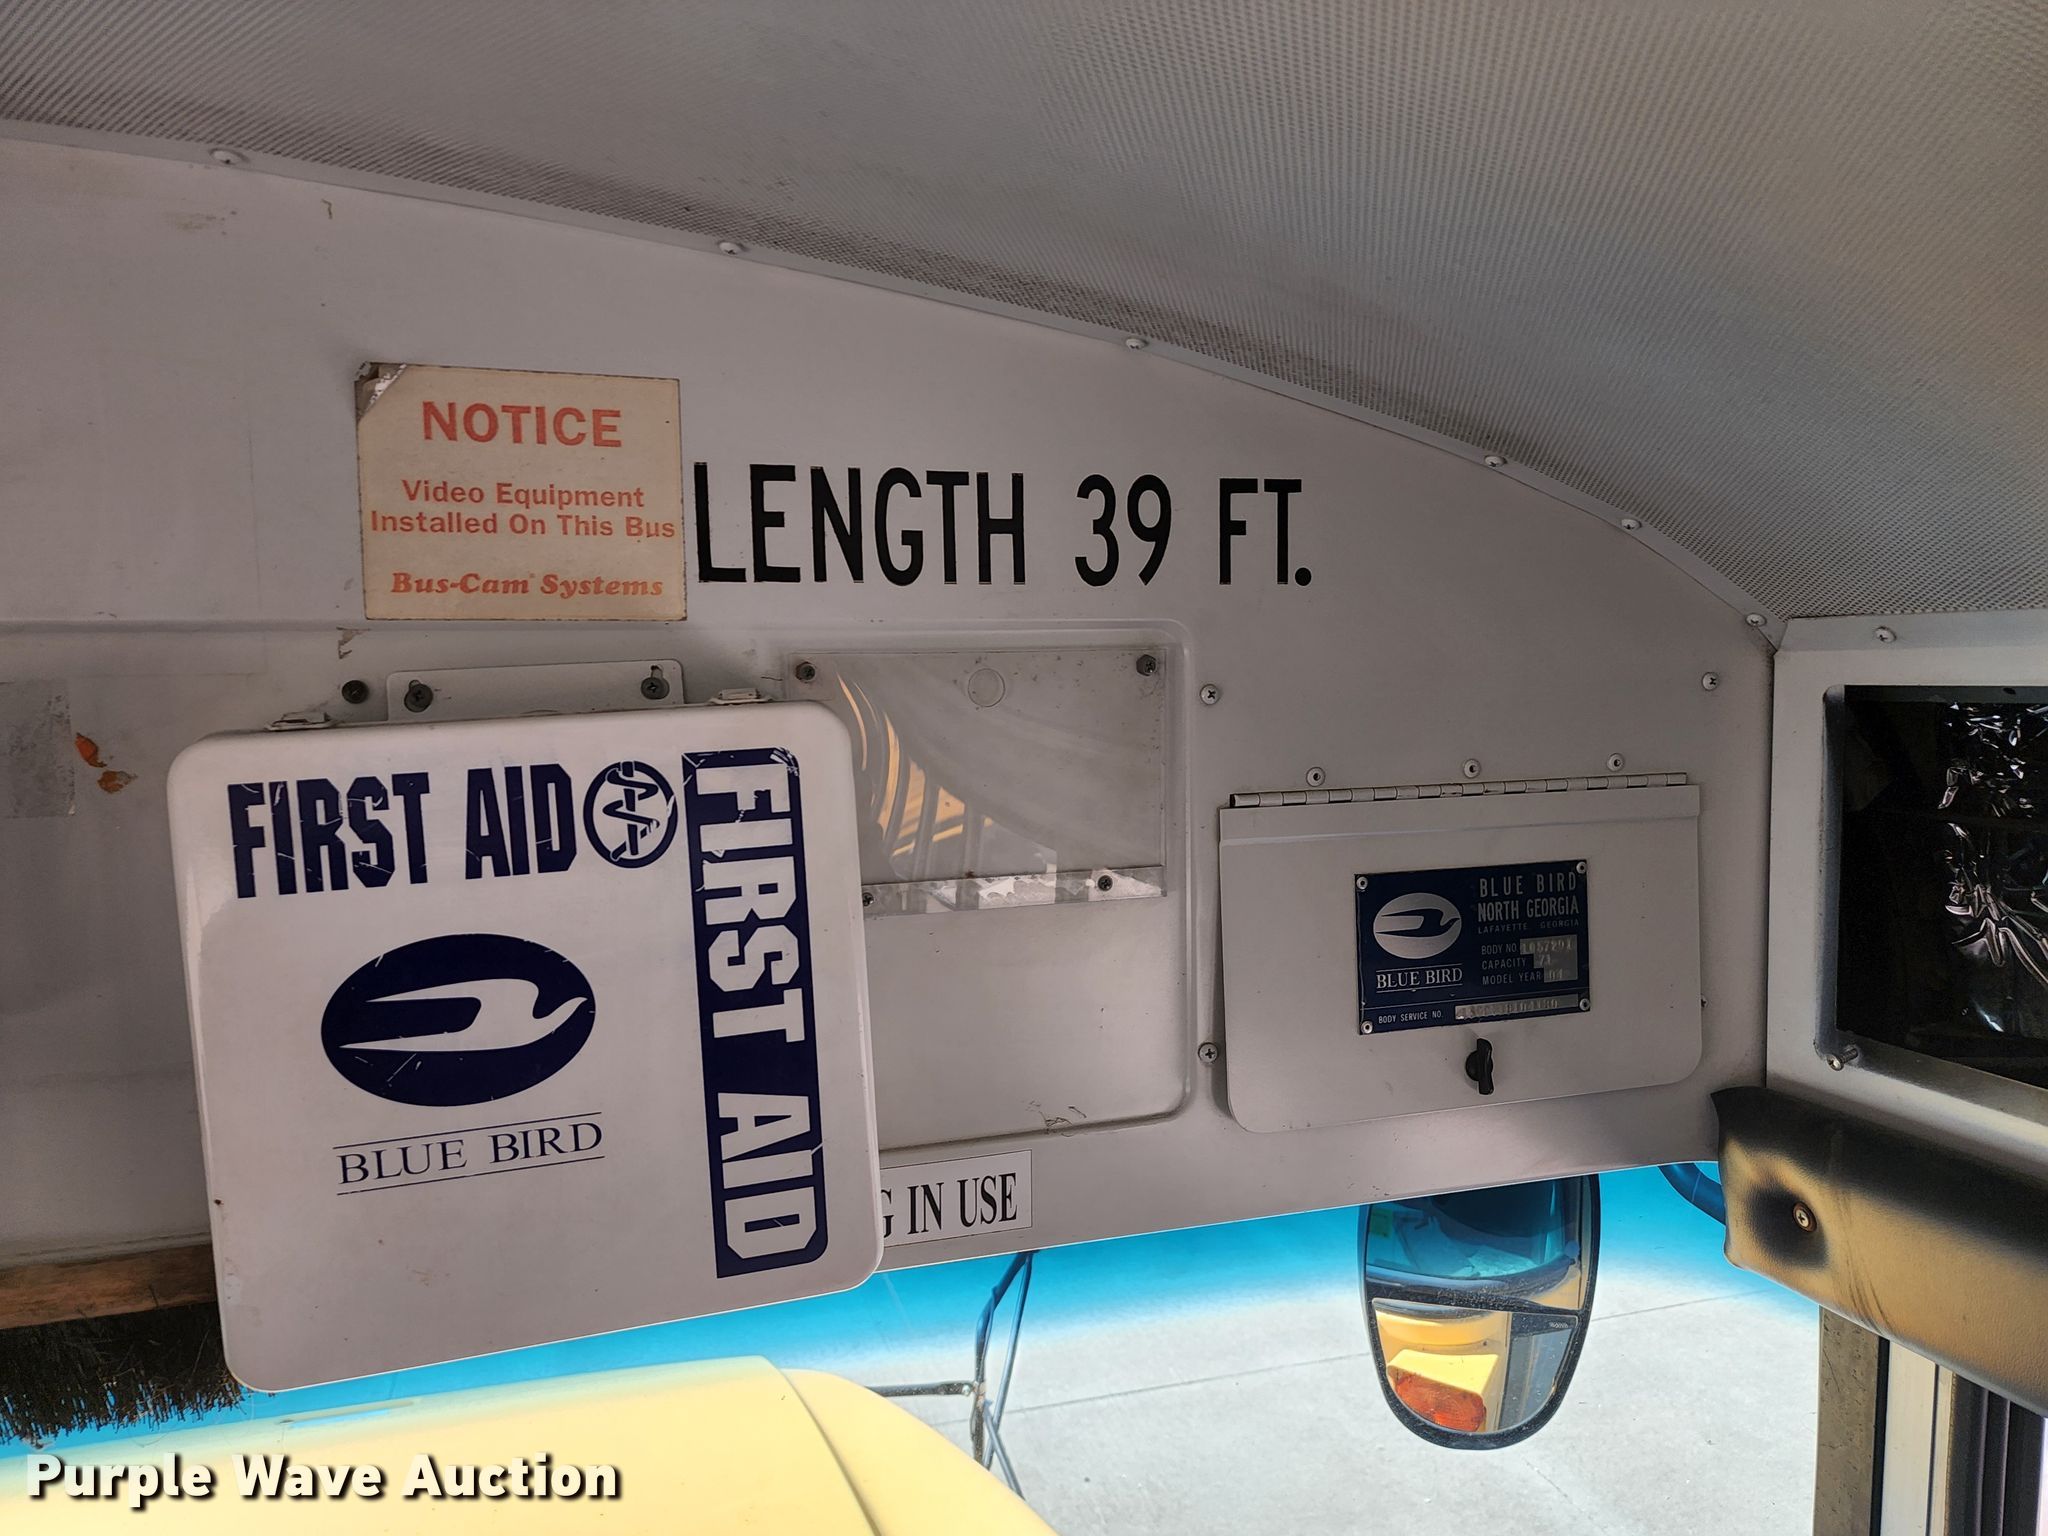 NOTICE
Video Equipment
Installed On This Bus
Bus-Cam Systems
LENGTH 39 FT.
FIRST AID
FIRST AID
BLUE BIRD
IN USE
BLUE BIRD
NORTH GEORGIA
LAFAYETTE, GEORGIA
BODY NO.
CAPACITY 71
MODEL YEAR 04
BLUE BIRD
BODY SERVICE NO.
Purple Wave Auction